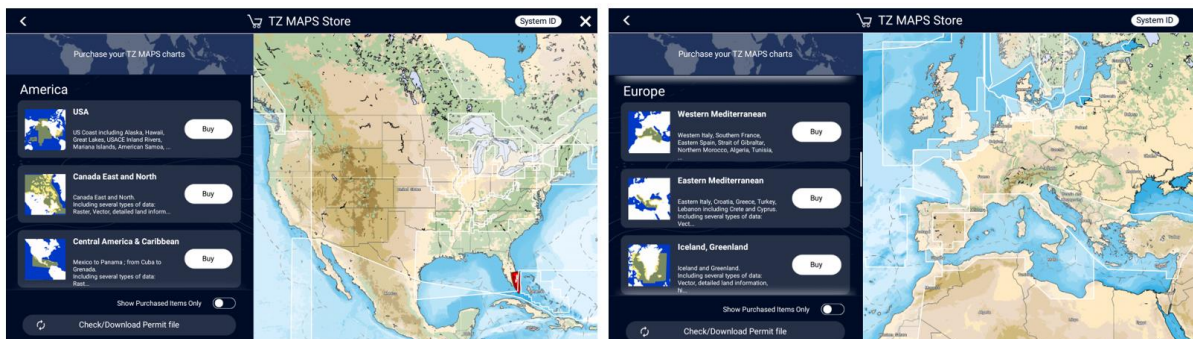 TZ MAPS Store
System ID
Purchase your TZ MAPS charts
America
USA
US Coast including Alaska, Hawaii,
Great Lakes, USACE Inland Rivers,
Mariana Islands, American Samoa, ...
Buy
Canada East and North
Canada East and North.
Including several types of data:
Raster, Vector, detailed land inform...
Buy
Central America & Caribbean
Mexico to Panama ; from Cuba to
Grenada.
Including several types of data:
Rast...
Buy
Show Purchased Items Only
Check/Download Permit file
TZ MAPS Store
System ID
Purchase your TZ MAPS charts
Europe
Western Mediterranean
Western Italy, Southern France,
Eastern Spain, Strait of Gibraltar,
Northern Morocco, Algeria, Tunisia,
...
Buy
Eastern Mediterranean
Eastern Italy, Croatia, Greece, Turkey,
Lebanon including Crete and Cyprus.
Including several types of data:
Vect...
Buy
Iceland, Greenland
Iceland and Greenland.
Including several types of data:
Vector, detailed land information,
Buy
Show Purchased Items Only
Check/Download Permit file